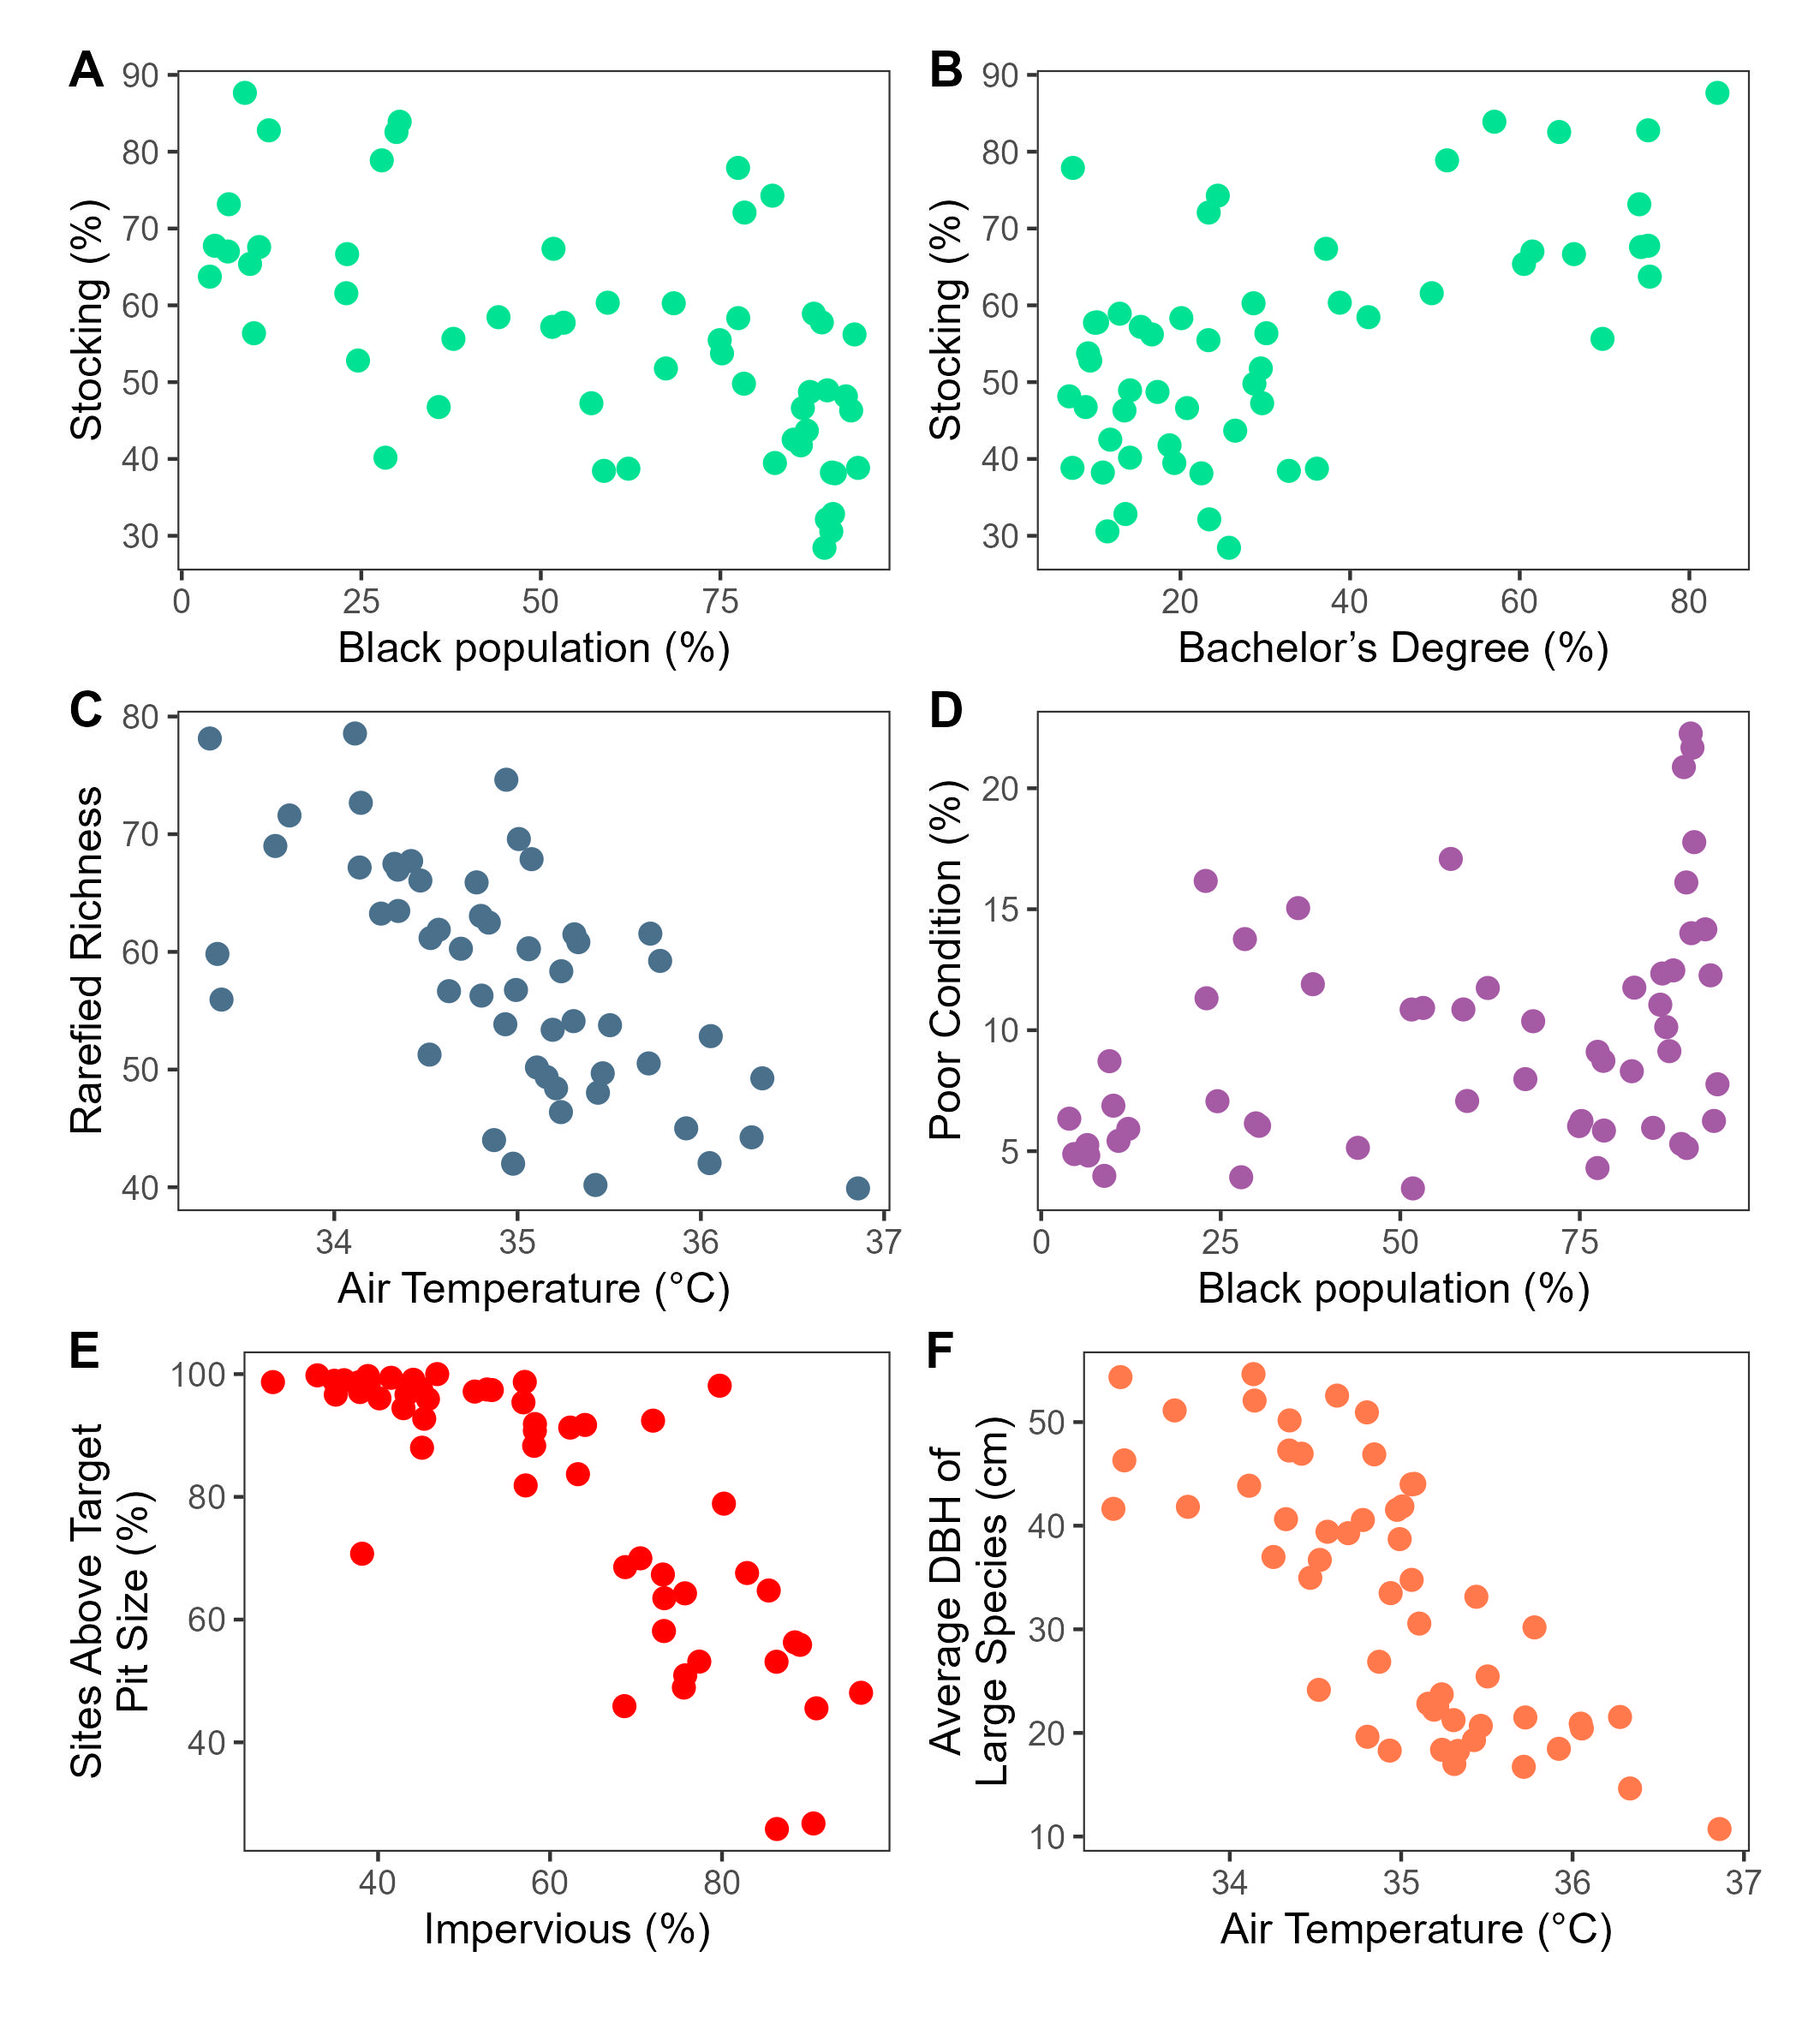 A
90
80
70
60
50
40
30
Stocking (%)
0
25
50
75
Black population (%)
B
90
80
70
60
50
40
30
Stocking (%)
20
40
60
80
Bachelor’s Degree (%)
C
80
70
60
50
40
Rarefied Richness
34
35
36
37
Air Temperature (°C)
D
20
15
10
5
Poor Condition (%)
0
25
50
75
Black population (%)
E
100
80
60
40
Sites Above Target
Pit Size (%)
40
60
80
Impervious (%)
F
50
40
30
20
10
Average DBH of
Large Species (cm)
34
35
36
37
Air Temperature (°C)